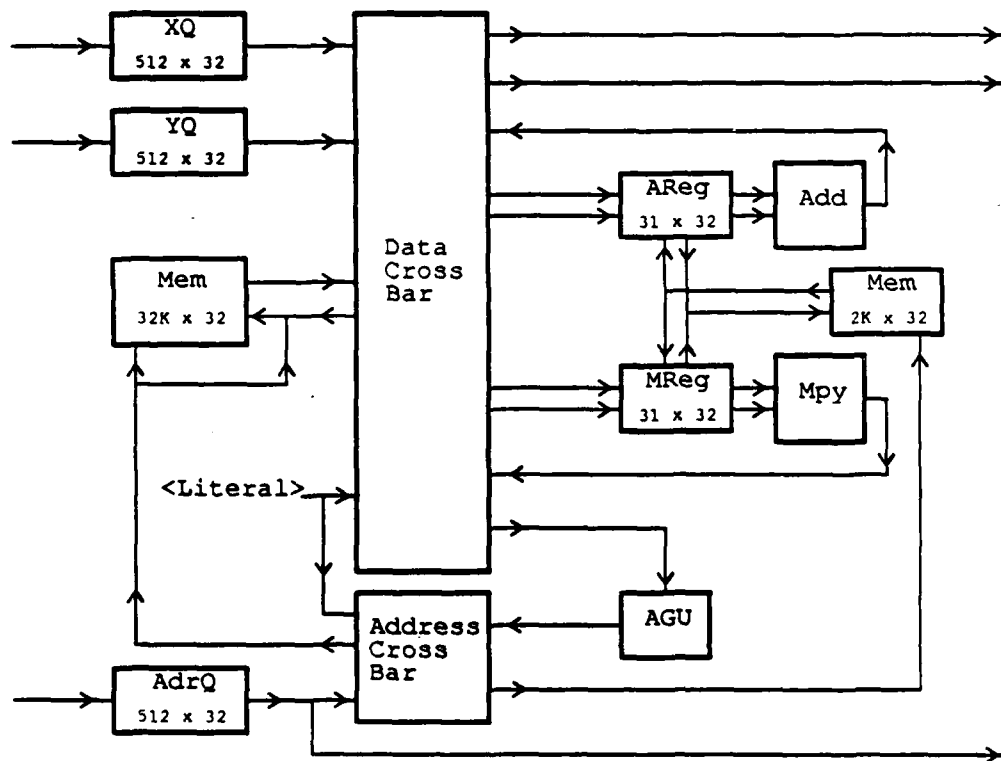 XQ
512 x 32
YQ
512 x 32
Mem
32K x 32
Data
Cross
Bar
AReg
31 x 32
Add
Mem
2K x 32
MReg
31 x 32
Mpy
<Literal>
Address
Cross
Bar
AGU
AdrQ
512 x 32